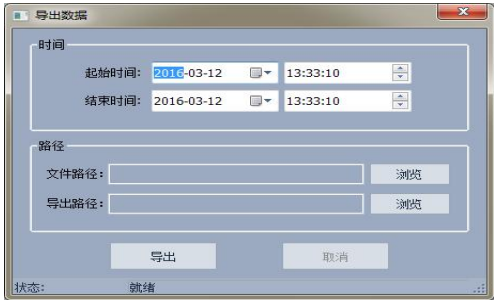 导出数据
时间
起始时间: 2016-03-12 13:33:10
结束时间: 2016-03-12 13:33:10
路径
文件路径: 浏览
导出路径: 浏览
导出 取消
状态: 就绪